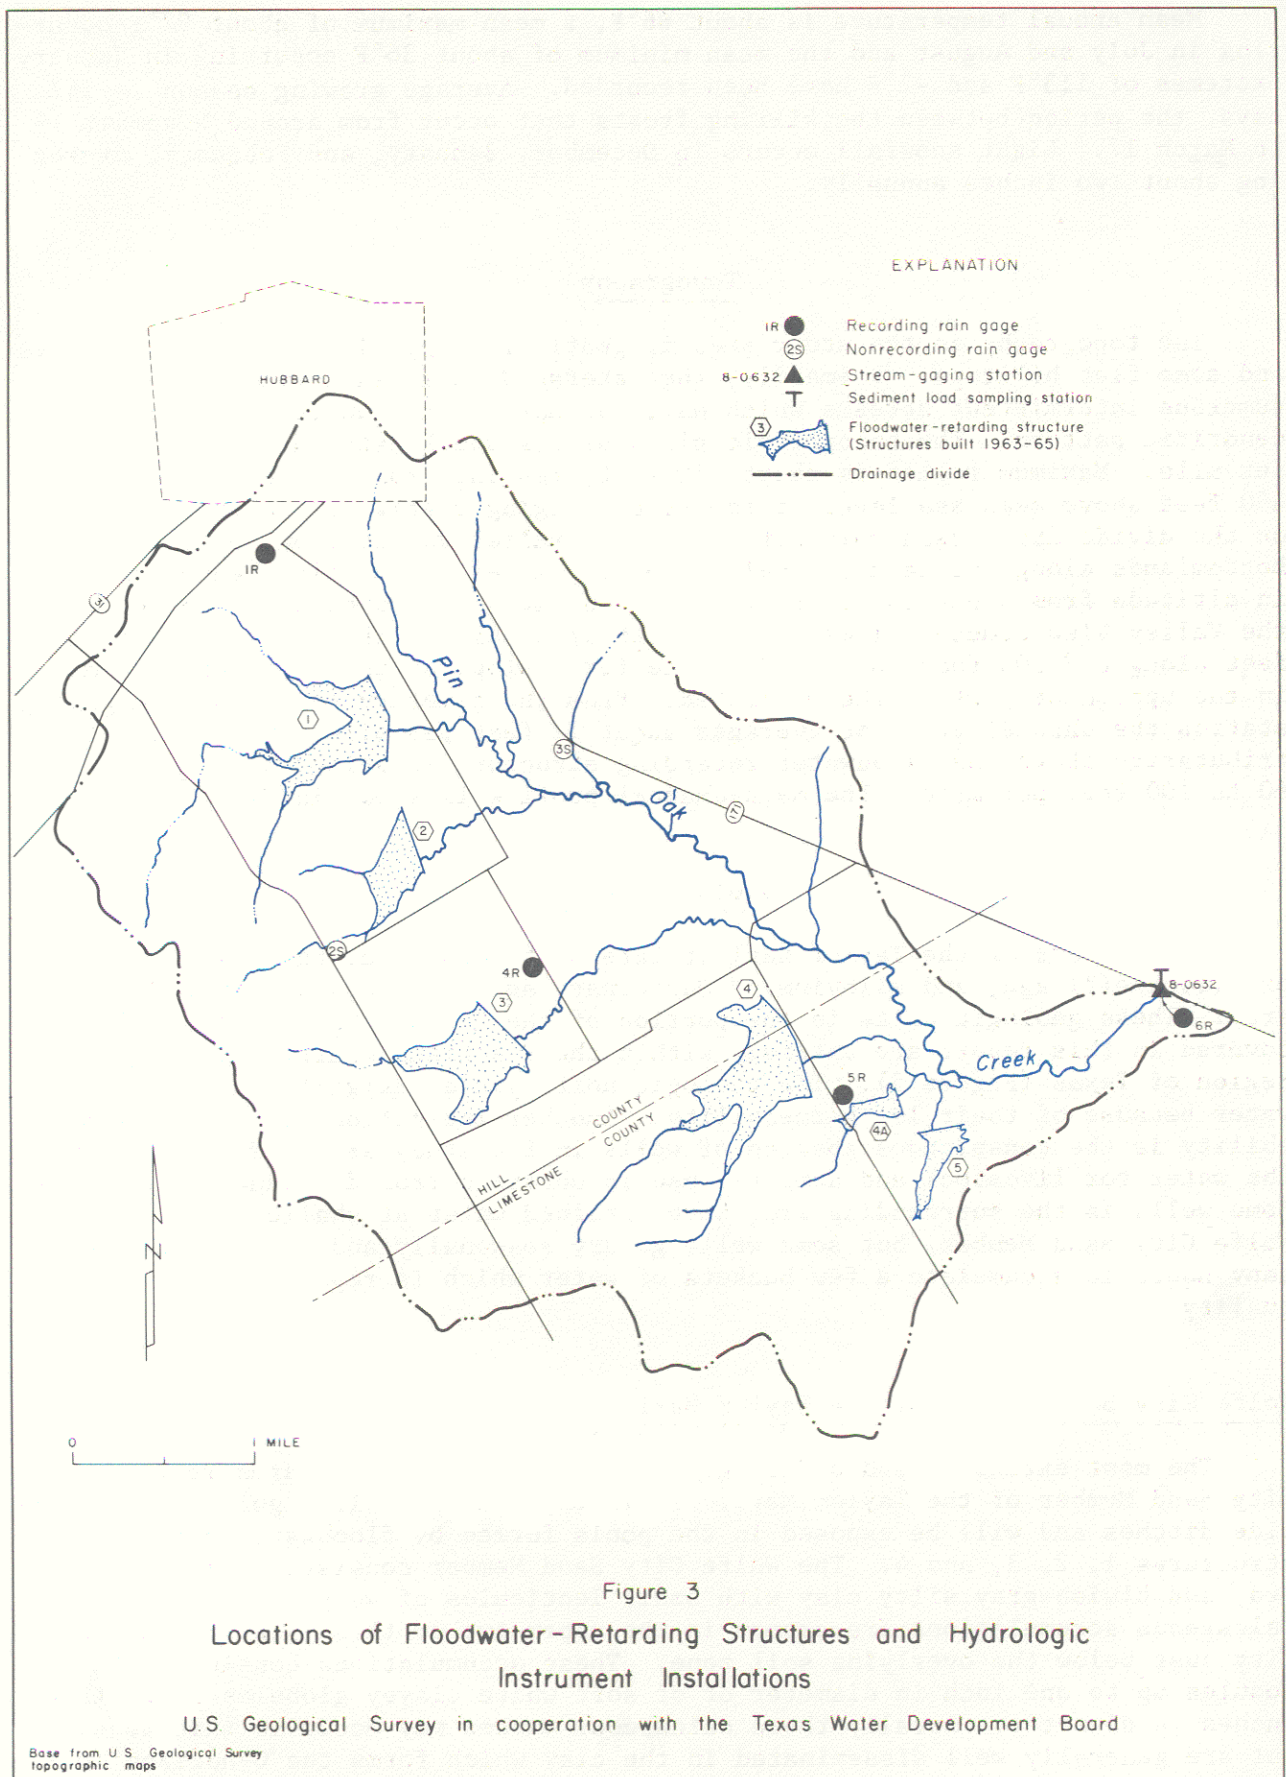 EXPLANATION
1R Recording rain gage
2S Nonrecording rain gage
8-0632 Stream-gaging station
Sediment load sampling station
3 Floodwater-retarding structure
(Structures built 1963-65)
Drainage divide
HUBBARD
1R
31
Pin
1
3S
Oak
171
2
2S
4R
3
4
8-0632
6R
Creek
5R
COUNTY
COUNTY
4A
5
HILL
LIMESTONE
N
0 1 MILE
Figure 3
Locations of Floodwater-Retarding Structures and Hydrologic
Instrument Installations
U.S. Geological Survey in cooperation with the Texas Water Development Board
Base from U.S. Geological Survey
topographic maps